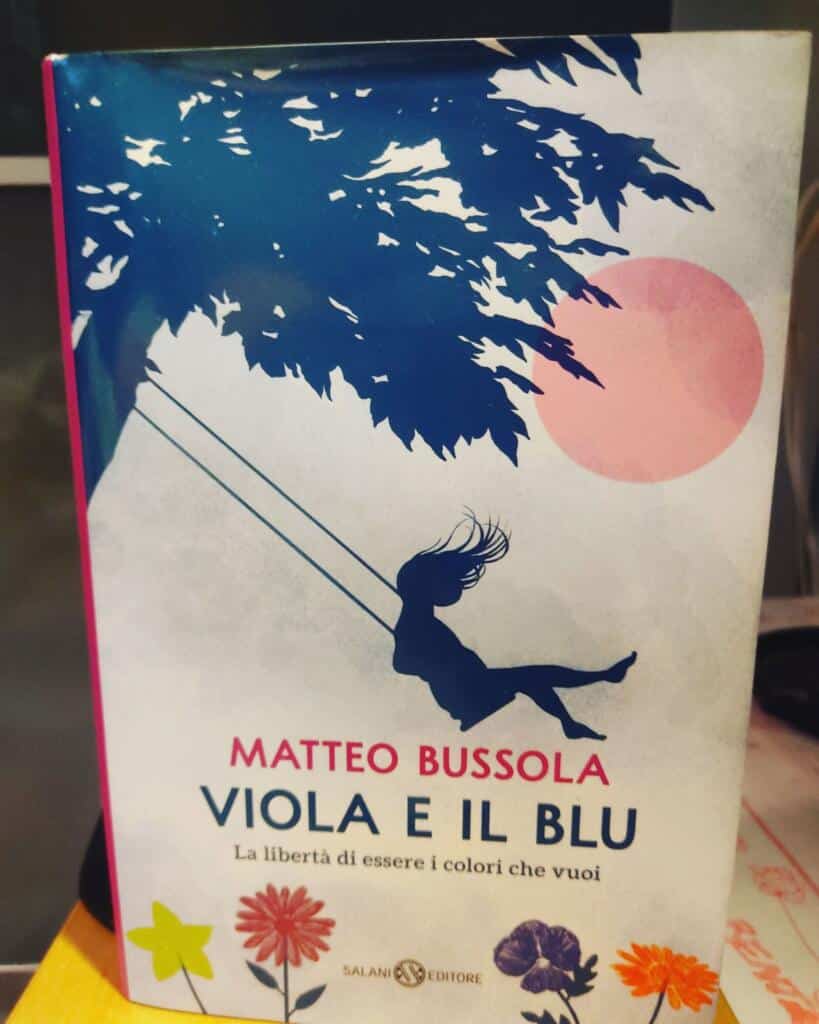 MATTEO BUSSOLA
VIOLA E IL BLU
La libertà di essere i colori che vuoi
SALANI EDITORE